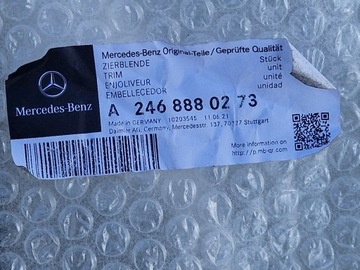 Mercedes-Benz Original-Teile / Geprüfte Qualität
ZIERBLENDE
TRIM
ENJOLIVEUR
EMBELLECEDOR
Stück
unit
unité
unidad
Mercedes-Benz
A 246 888 02 73
Made in GERMANY 10203545 11.06.21
Daimler AG, Germany, Mercedesstr. 137, 70327 Stuttgart
More information on
http://p.mb-qr.com